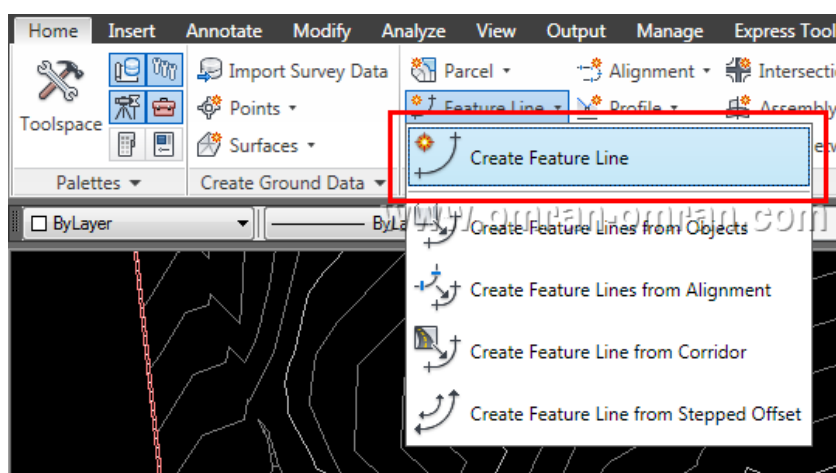 Home Insert Annotate Modify Analyze View Output Manage Express Tool
Toolspace
Import Survey Data
Points
Surfaces
Parcel
Feature Line
Alignment
Profile
Intersecti
Assembly
Palettes
Create Ground Data
ByLayer
ByLa
www.omran-omran.com
Create Feature Line
Create Feature Lines from Objects
Create Feature Lines from Alignment
Create Feature Line from Corridor
Create Feature Line from Stepped Offset